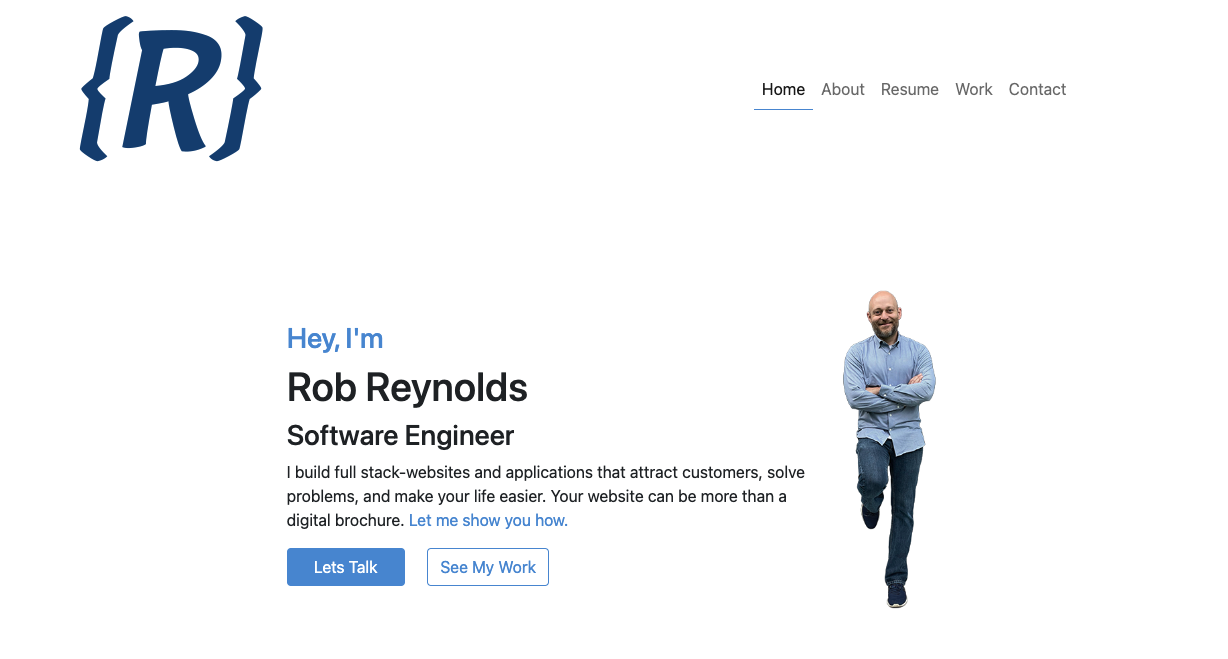 {R}
Home About Resume Work Contact
Hey, I'm
Rob Reynolds
Software Engineer
I build full stack-websites and applications that attract customers, solve
problems, and make your life easier. Your website can be more than a
digital brochure. Let me show you how.
Lets Talk See My Work